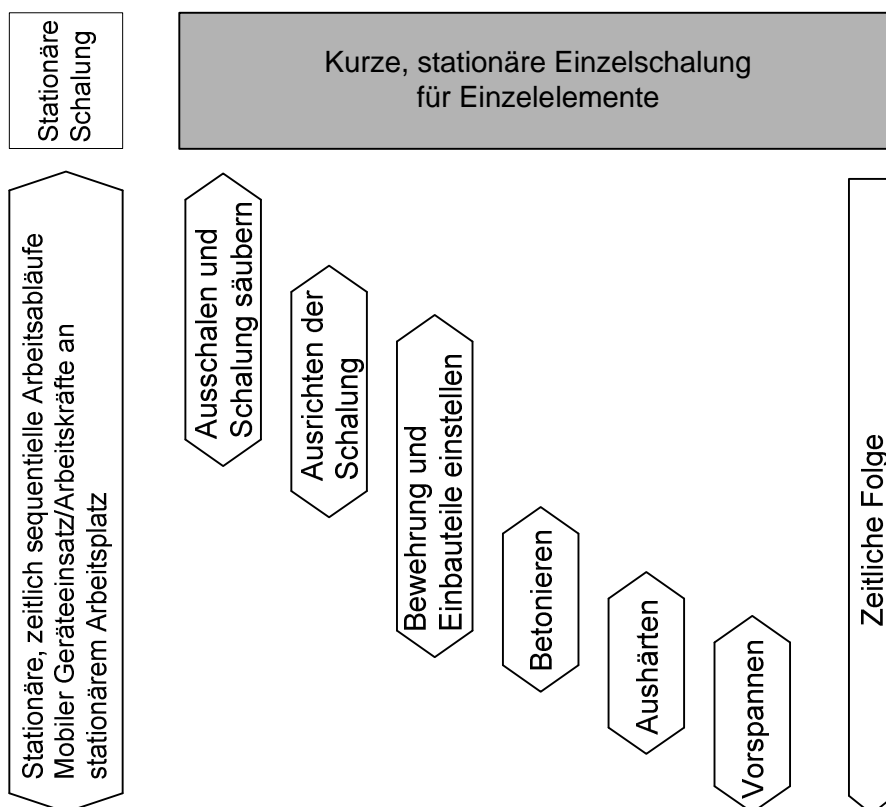 Stationäre
Schalung
Kurze, stationäre Einzelschalung
für Einzelelemente
Stationäre, zeitlich sequentielle Arbeitsabläufe
Mobiler Geräteeinsatz/Arbeitskräfte an
stationärem Arbeitsplatz
Ausschalen und
Schalung säubern
Ausrichten der
Schalung
Bewehrung und
Einbauteile einstellen
Betonieren
Aushärten
Vorspannen
Zeitliche Folge